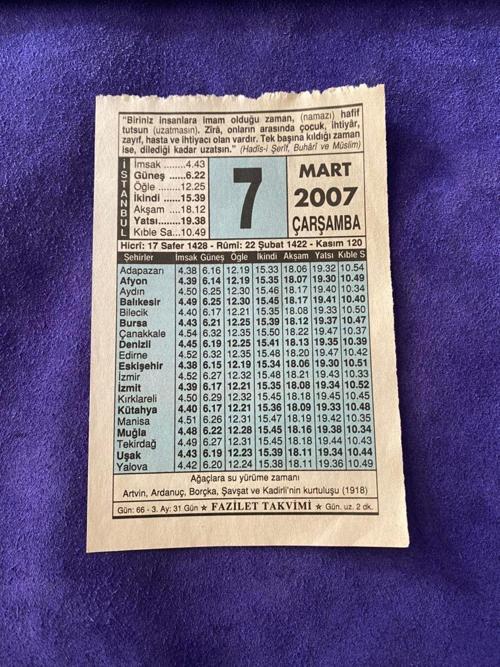 "Biriniz insanlara imam olduğu zaman, (namazı) hafif
tutsun (uzatmasın). Zîrâ, onların arasında çocuk, ihtiyâr,
zayıf, hasta ve ihtiyacı olan vardır. Tek başına kıldığı zaman
ise, dilediği kadar uzatsın." (Hadîs-i Şerîf, Buhârî ve Müslim)
İSTANBUL
İmsak ........4.43
Güneş ......6.22
Öğle .......12.25
İkindi ......15.39
Akşam ....18.12
Yatsı........19.38
Kıble Sa...10.49
7
MART
2007
ÇARŞAMBA
Hicrî: 17 Safer 1428 - Rûmî: 22 Şubat 1422 - Kasım 120
Şehirler İmsak Güneş Öğle İkindi Akşam Yatsı Kıble S
Adapazarı 4.38 6.16 12.19 15.33 18.06 19.32 10.54
Afyon 4.39 6.14 12.19 15.35 18.07 19.30 10.49
Aydın 4.50 6.25 12.30 15.46 18.17 19.40 10.34
Balıkesir 4.49 6.25 12.30 15.45 18.17 19.41 10.40
Bilecik 4.40 6.17 12.21 15.35 18.08 19.33 10.50
Bursa 4.43 6.21 12.25 15.39 18.12 19.37 10.47
Çanakkale 4.54 6.32 12.35 15.50 18.22 19.47 10.37
Denizli 4.45 6.19 12.25 15.41 18.13 19.35 10.39
Edirne 4.52 6.32 12.35 15.48 18.20 19.47 10.42
Eskişehir 4.38 6.15 12.19 15.34 18.06 19.30 10.51
İzmir 4.52 6.27 12.32 15.48 18.21 19.43 10.33
İzmit 4.39 6.17 12.21 15.35 18.08 19.34 10.52
Kırklareli 4.50 6.29 12.32 15.45 18.18 19.45 10.45
Kütahya 4.40 6.17 12.21 15.36 18.09 19.33 10.48
Manisa 4.51 6.26 12.31 15.47 18.19 19.42 10.35
Muğla 4.48 6.22 12.28 15.45 18.16 19.38 10.34
Tekirdağ 4.49 6.27 12.31 15.45 18.18 19.44 10.43
Uşak 4.43 6.19 12.23 15.39 18.11 19.34 10.44
Yalova 4.42 6.20 12.24 15.38 18.11 19.36 10.49
Ağaçlara su yürüme zamanı
Artvin, Ardanuç, Borçka, Şavşat ve Kadirli'nin kurtuluşu (1918)
Gün: 66 - 3. Ay: 31 Gün ★ FAZİLET TAKVİMİ ★ Gün. uz. 2 dk.